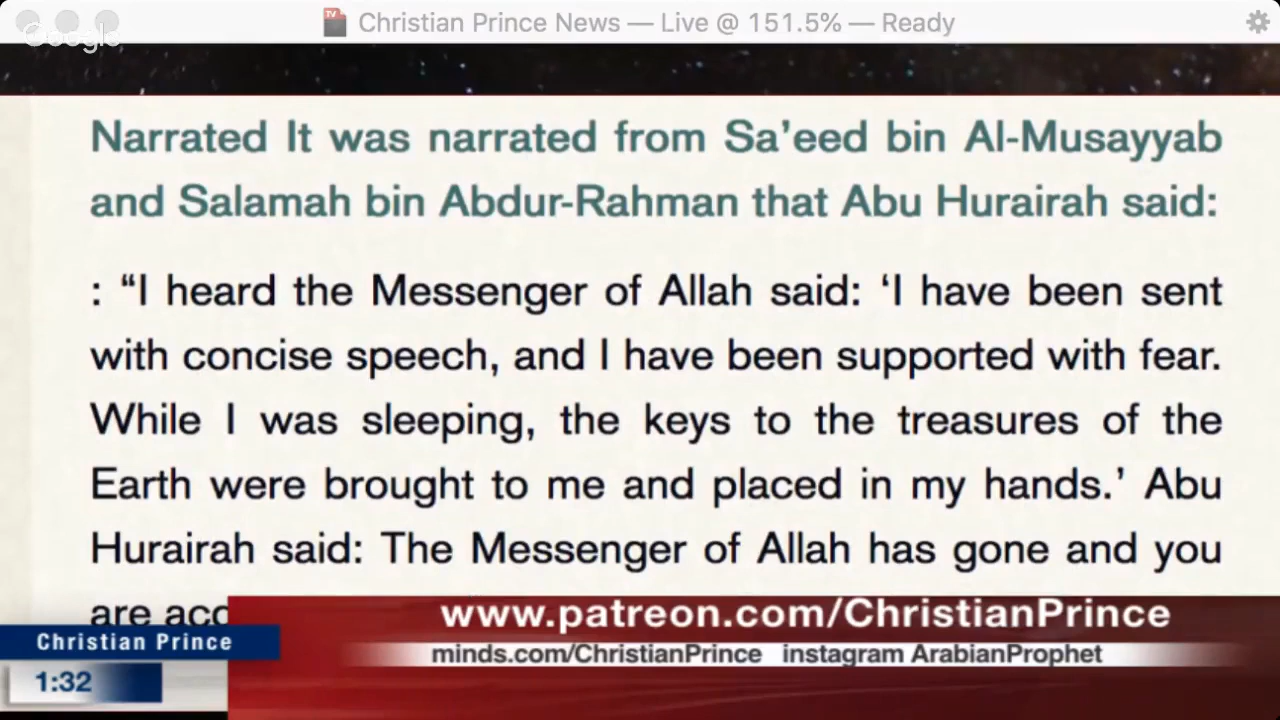 Christian Prince News — Live @ 151.5% — Ready
Google
Narrated It was narrated from Sa’eed bin Al-Musayyab
and Salamah bin Abdur-Rahman that Abu Hurairah said:
: “I heard the Messenger of Allah said: ‘I have been sent
with concise speech, and I have been supported with fear.
While I was sleeping, the keys to the treasures of the
Earth were brought to me and placed in my hands.’ Abu
Hurairah said: The Messenger of Allah has gone and you
are acq
www.patreon.com/ChristianPrince
Christian Prince
minds.com/ChristianPrince instagram ArabianProphet
1:32